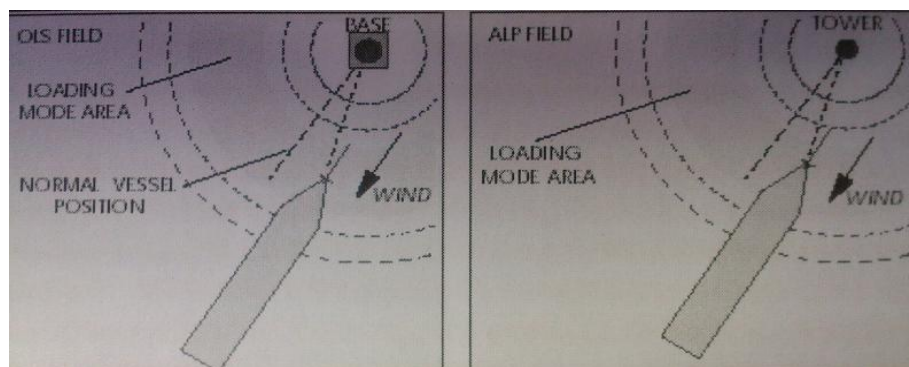 OLS FIELD
BASE
LOADING
MODE AREA
NORMAL VESSEL
POSITION
WIND
ALP FIELD
TOWER
LOADING
MODE AREA
WIND